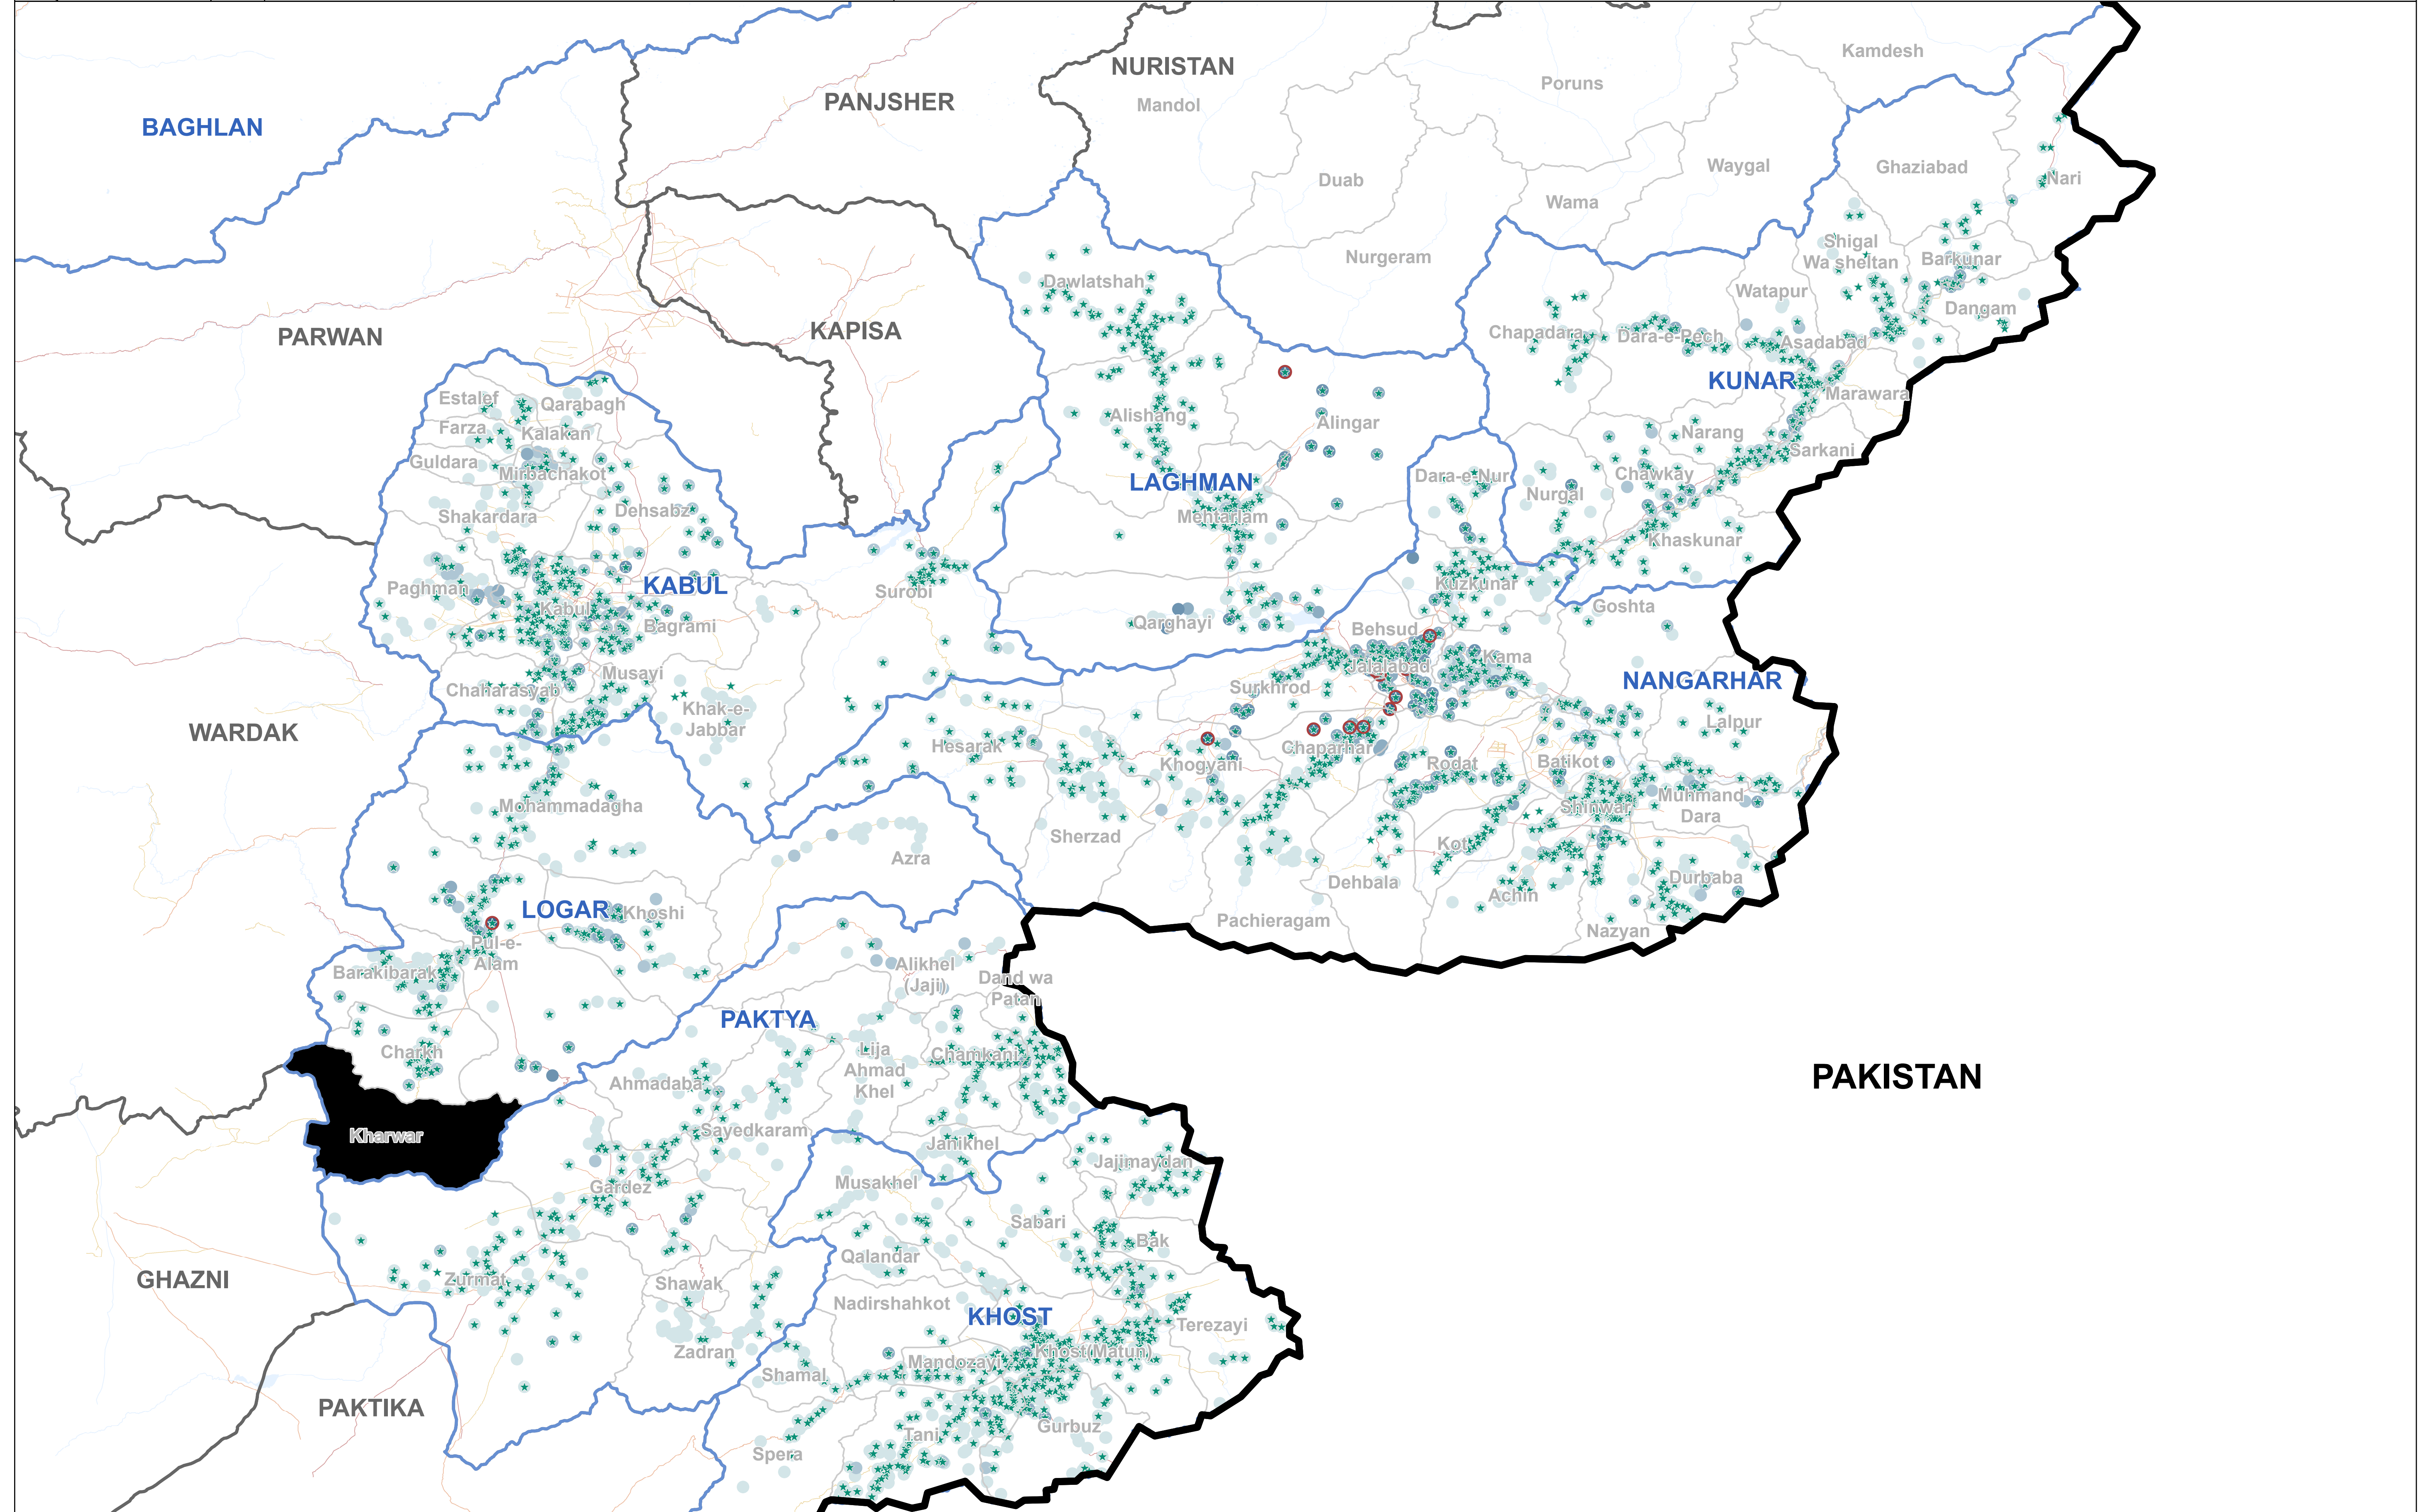 NURISTAN
Kamdesh
Poruns
PANJSHER
Mandol
BAGHLAN
Waygal
Ghaziabad
Duab
Nari
Wama
Shigal
Wa sheltan
Nurgeram
Barkunar
Dawlatshah
Watapur
Dangam
KAPISA
PARWAN
Chapadara
Dara-e-Pech
Asadabad
KUNAR
Marawara
Estalef
Qarabagh
Alishang
Alingar
Farza
Kalakan
Narang
Sarkani
Guldara
Mirbachakot
LAGHMAN
Dara-e-Nur
Chawkay
Nurgal
Shakardara
Dehsabz
Mehtarlam
Khaskunar
Paghman
KABUL
Surobi
Kuzkunar
Kabul
Goshta
Bagrami
Qarghayi
Behsud
Jalalabad
Kama
Musayi
Chaharasyab
Surkhrod
NANGARHAR
Khak-e-
Jabbar
Lalpur
WARDAK
Hesarak
Chaparhar
Khogyani
Rodat
Batikot
Mohammadagha
Shinwar
Muhmand
Dara
Sherzad
Kot
Azra
Dehbala
Durbaba
Achin
LOGAR
Khoshi
Pachieragam
Nazyan
Pul-e-
Alam
Barakibarak
Alikhel
(Jaji)
Dand wa
Patan
PAKTYA
Charkh
Lija
Ahmad
Khel
Chamkani
PAKISTAN
Ahmadaba
Kharwar
Sayedkaram
Janikhel
Jajimaydan
Gardez
Musakhel
Sabari
Bak
Qalandar
GHAZNI
Zurmat
Shawak
Nadirshahkot
KHOST
Terezayi
Zadran
Khost(Matun)
Mandozayi
Shamal
PAKTIKA
Gurbuz
Tani
Spera